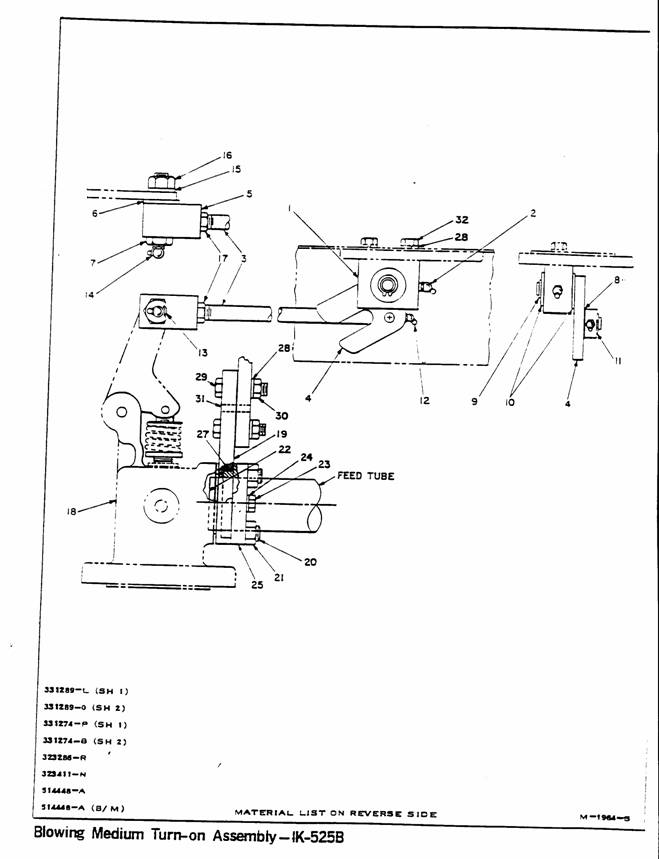 16
15
5
6
7
17
3
14
13
1
32
28
2
8
9
10
11
4
12
4
29
28
31
30
27
19
22
24
23
FEED TUBE
18
20
21
25
331289-L (SH 1)
331289-O (SH 2)
331274-P (SH 1)
331274-B (SH 2)
323286-R
323411-N
514448-A
514448-A (B/M)
MATERIAL LIST ON REVERSE SIDE
M-1964-5
Blowing Medium Turn-on Assembly-IK-525B